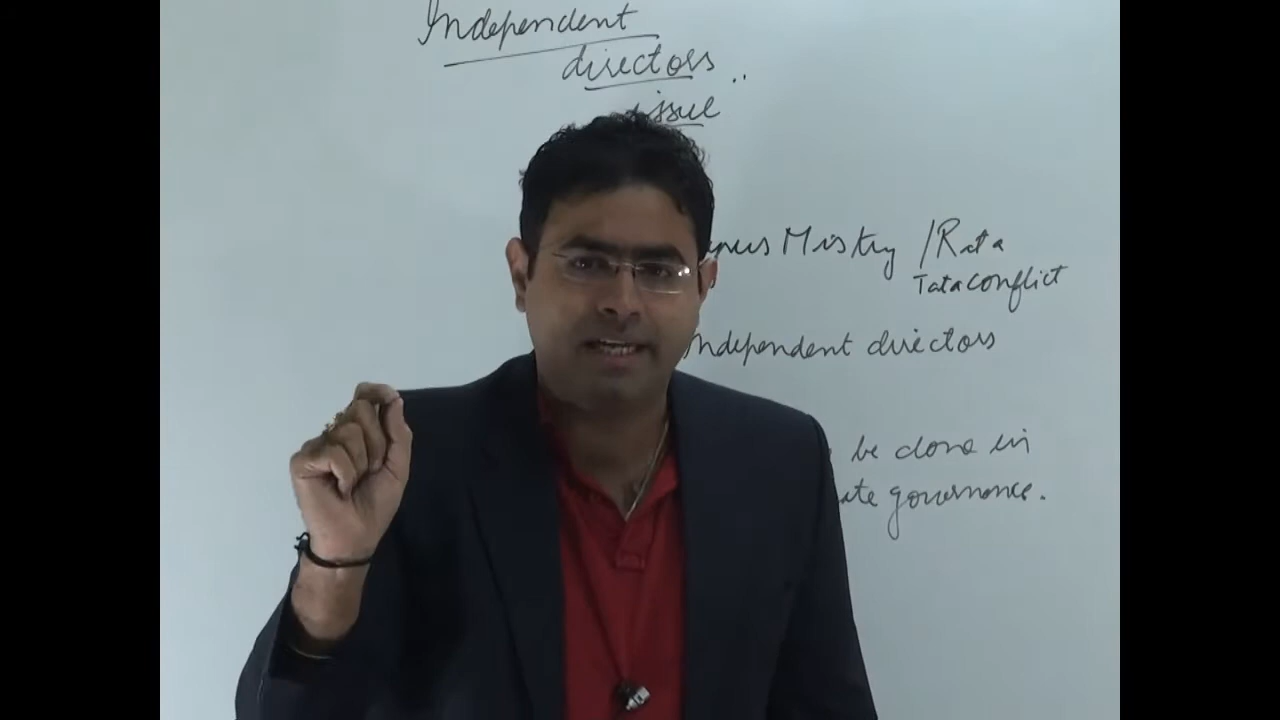 Independent
directors ..
issue
Mistry / Rata
Tata conflict
Independent directors
be done in
governance.